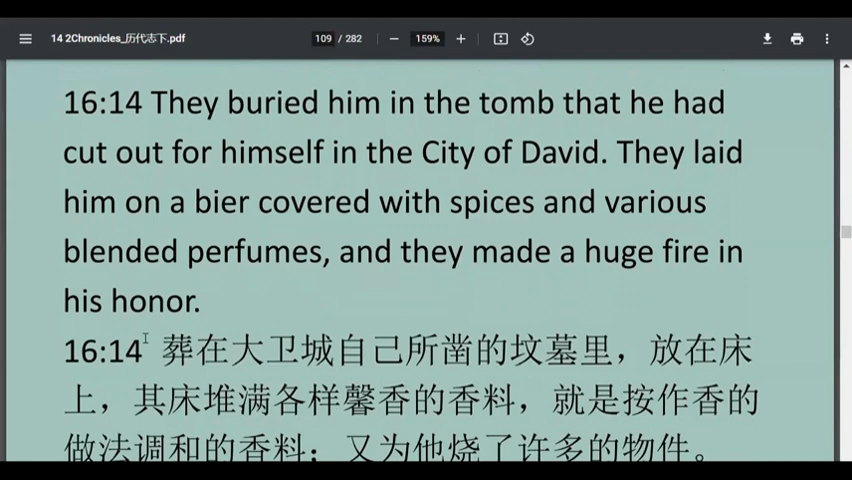 14 2Chronicles_历代志下.pdf
109 / 282
159%
16:14 They buried him in the tomb that he had
cut out for himself in the City of David. They laid
him on a bier covered with spices and various
blended perfumes, and they made a huge fire in
his honor.
16:14 葬在大卫城自己所凿的坟墓里，放在床
上，其床堆满各样馨香的香料，就是按作香的
做法调和的香料；又为他烧了许多的物件。